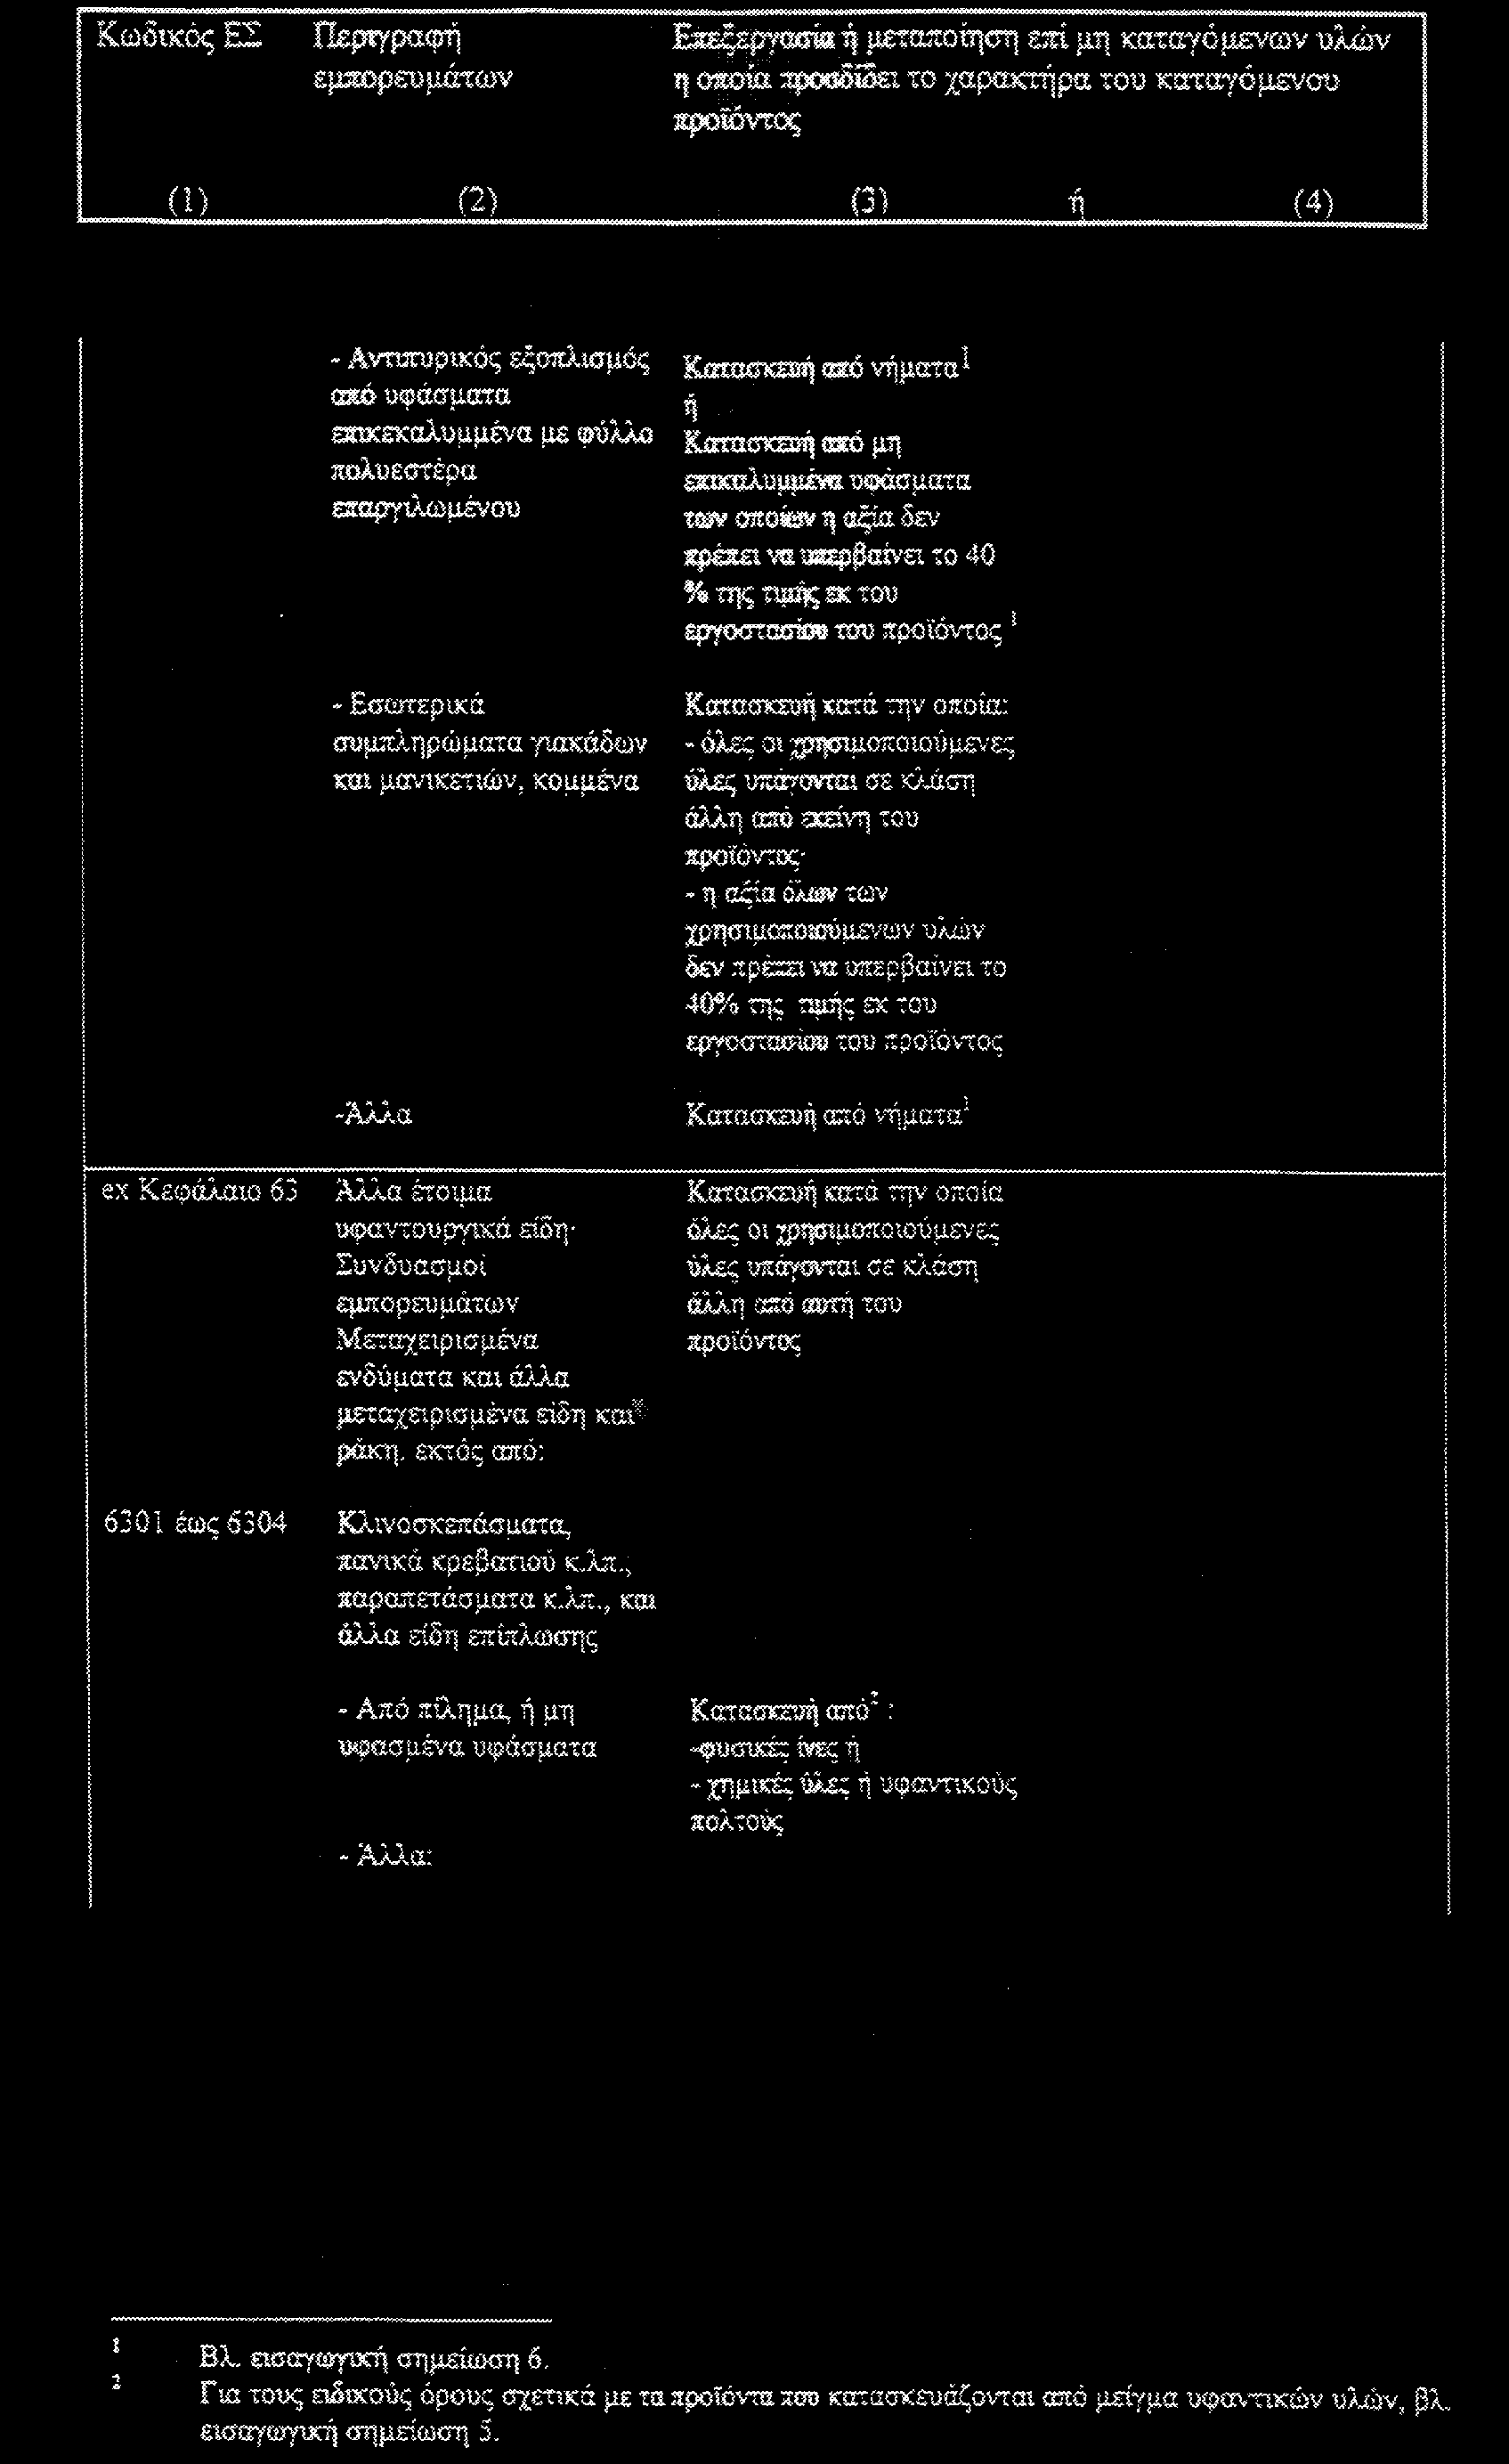 Κωδικός ΕΣ
Περιγραφή
εμπορευμάτων
Επεξεργασία ή μεταποίηση επί μη καταγόμενων υλών
η οποία προσδίδει το χαρακτήρα του καταγόμενου
προϊόντος
(1) (2) (3) ή (4)
- Αντιπυρικός εξοπλισμός
από υφάσματα
επικεκαλυμμένα με φύλλο
πολυεστέρα
επαργιλωμένου
Κατασκευή από νήματα¹
ή
Κατασκευή από μη
επικαλυμμένα υφάσματα
των οποίων η αξία δεν
πρέπει να υπερβαίνει το 40
% της τιμής εκ του
εργοστασίου του προϊόντος ¹
- Εσωτερικά
συμπληρώματα γιακάδων
και μανικετιών, κομμένα
Κατασκευή κατά την οποία:
- όλες οι χρησιμοποιούμενες
ύλες υπάγονται σε κλάση
άλλη από εκείνη του
προϊόντος·
- η αξία όλων των
χρησιμοποιούμενων υλών
δεν πρέπει να υπερβαίνει το
40% της τιμής εκ του
εργοστασίου του προϊόντος
-Άλλα
Κατασκευή από νήματα¹
ex Κεφάλαιο 63
Άλλα έτοιμα
υφαντουργικά είδη·
Συνδυασμοί
εμπορευμάτων
Μεταχειρισμένα
ενδύματα και άλλα
μεταχειρισμένα είδη και
ράκη, εκτός από:
Κατασκευή κατά την οποία
όλες οι χρησιμοποιούμενες
ύλες υπάγονται σε κλάση
άλλη από αυτή του
προϊόντος
6301 έως 6304
Κλινοσκεπάσματα,
πανικά κρεβατιού κ.λπ.,
παραπετάσματα κ.λπ., και
άλλα είδη επίπλωσης
- Από πίλημα, ή μη
υφασμένα υφάσματα
Κατασκευή από² :
-φυσικές ίνες ή
- χημικές ύλες ή υφαντικούς
πολτούς
- Άλλα:
¹ Βλ. εισαγωγική σημείωση 6.
² Για τους ειδικούς όρους σχετικά με τα προϊόντα που κατασκευάζονται από μείγμα υφαντικών υλών, βλ.
εισαγωγική σημείωση 5.